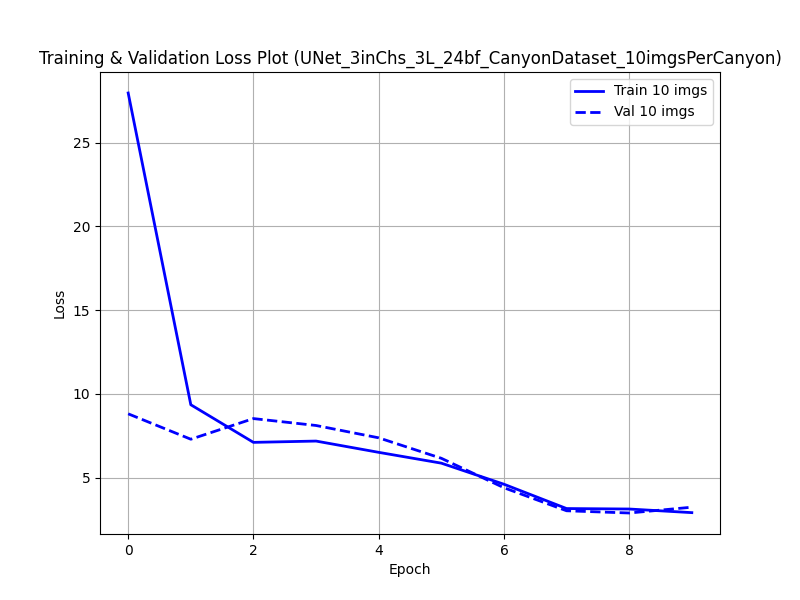 Training & Validation Loss Plot (UNet_3inChs_3L_24bf_CanyonDataset_10imgsPerCanyon)
Train 10 imgs
Val 10 imgs
25
20
15
10
5
Loss
0 2 4 6 8
Epoch